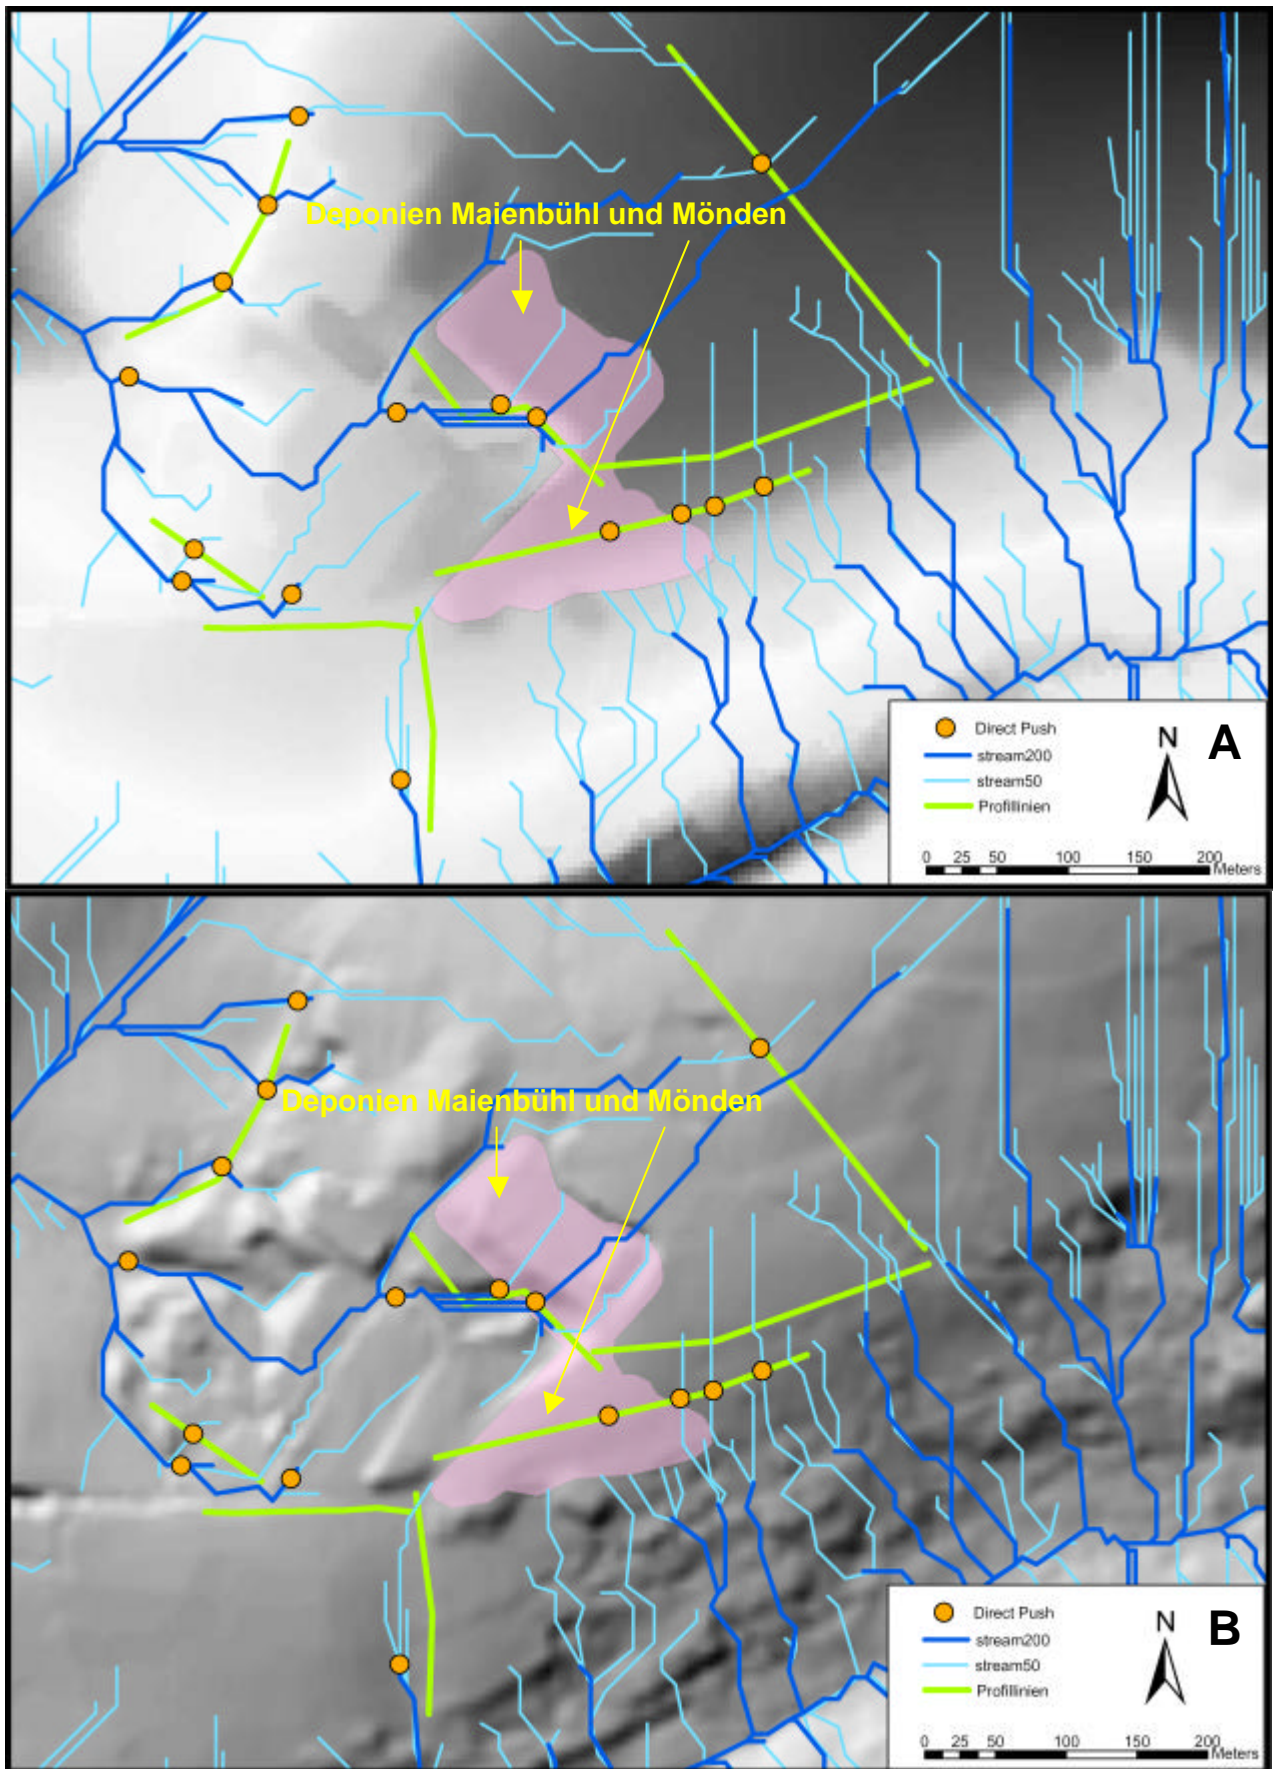 Deponien Maienbühl und Mönden
N
A
Direct Push
stream200
stream50
Profillinien
0 25 50 100 150 200
Meters
Deponien Maienbühl und Mönden
N
B
Direct Push
stream200
stream50
Profillinien
0 25 50 100 150 200
Meters